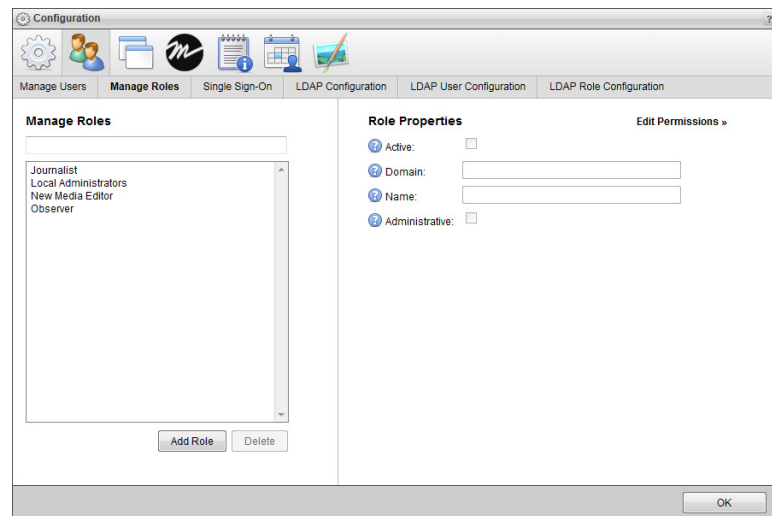 Configuration
?
Manage Users Manage Roles Single Sign-On LDAP Configuration LDAP User Configuration LDAP Role Configuration
Manage Roles
Journalist
Local Administrators
New Media Editor
Observer
Add Role Delete
Role Properties Edit Permissions »
? Active:
? Domain:
? Name:
? Administrative:
OK